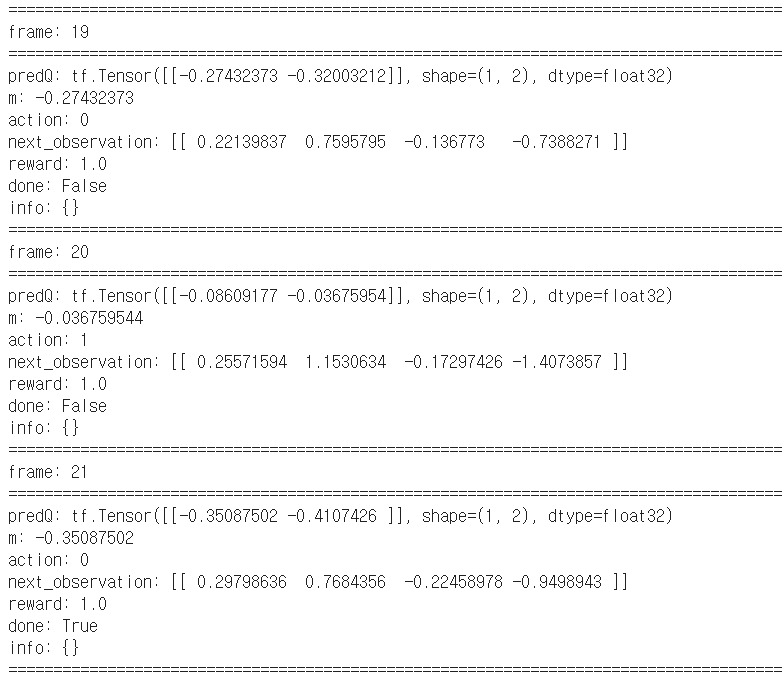 ================================================================================
frame: 19
================================================================================
predQ: tf.Tensor([[-0.27432373 -0.32003212]], shape=(1, 2), dtype=float32)
m: -0.27432373
action: 0
next_observation: [[ 0.22139837  0.7595795  -0.136773   -0.7388271 ]]
reward: 1.0
done: False
info: {}
================================================================================
frame: 20
================================================================================
predQ: tf.Tensor([[-0.08609177 -0.03675954]], shape=(1, 2), dtype=float32)
m: -0.036759544
action: 1
next_observation: [[ 0.25571594  1.1530634  -0.17297426 -1.4073857 ]]
reward: 1.0
done: False
info: {}
================================================================================
frame: 21
================================================================================
predQ: tf.Tensor([[-0.35087502 -0.4107426 ]], shape=(1, 2), dtype=float32)
m: -0.35087502
action: 0
next_observation: [[ 0.29798636  0.7684356  -0.22458978 -0.9498943 ]]
reward: 1.0
done: True
info: {}
================================================================================